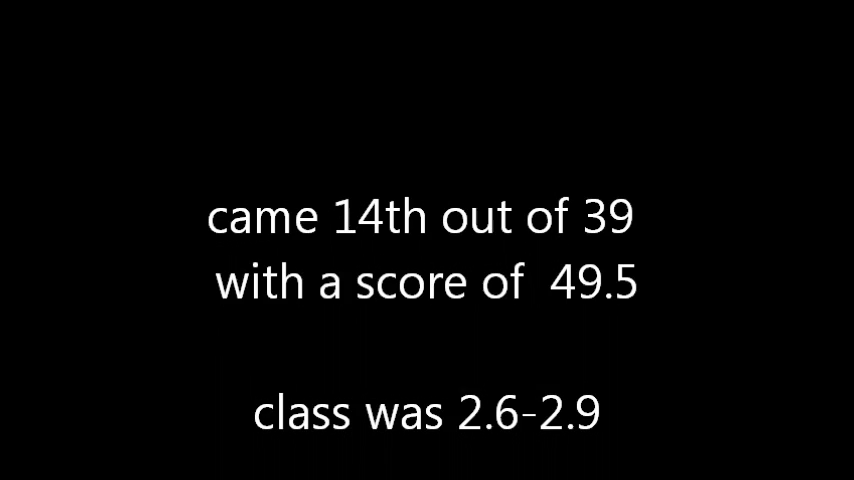 came 14th out of 39
with a score of  49.5
class was 2.6-2.9